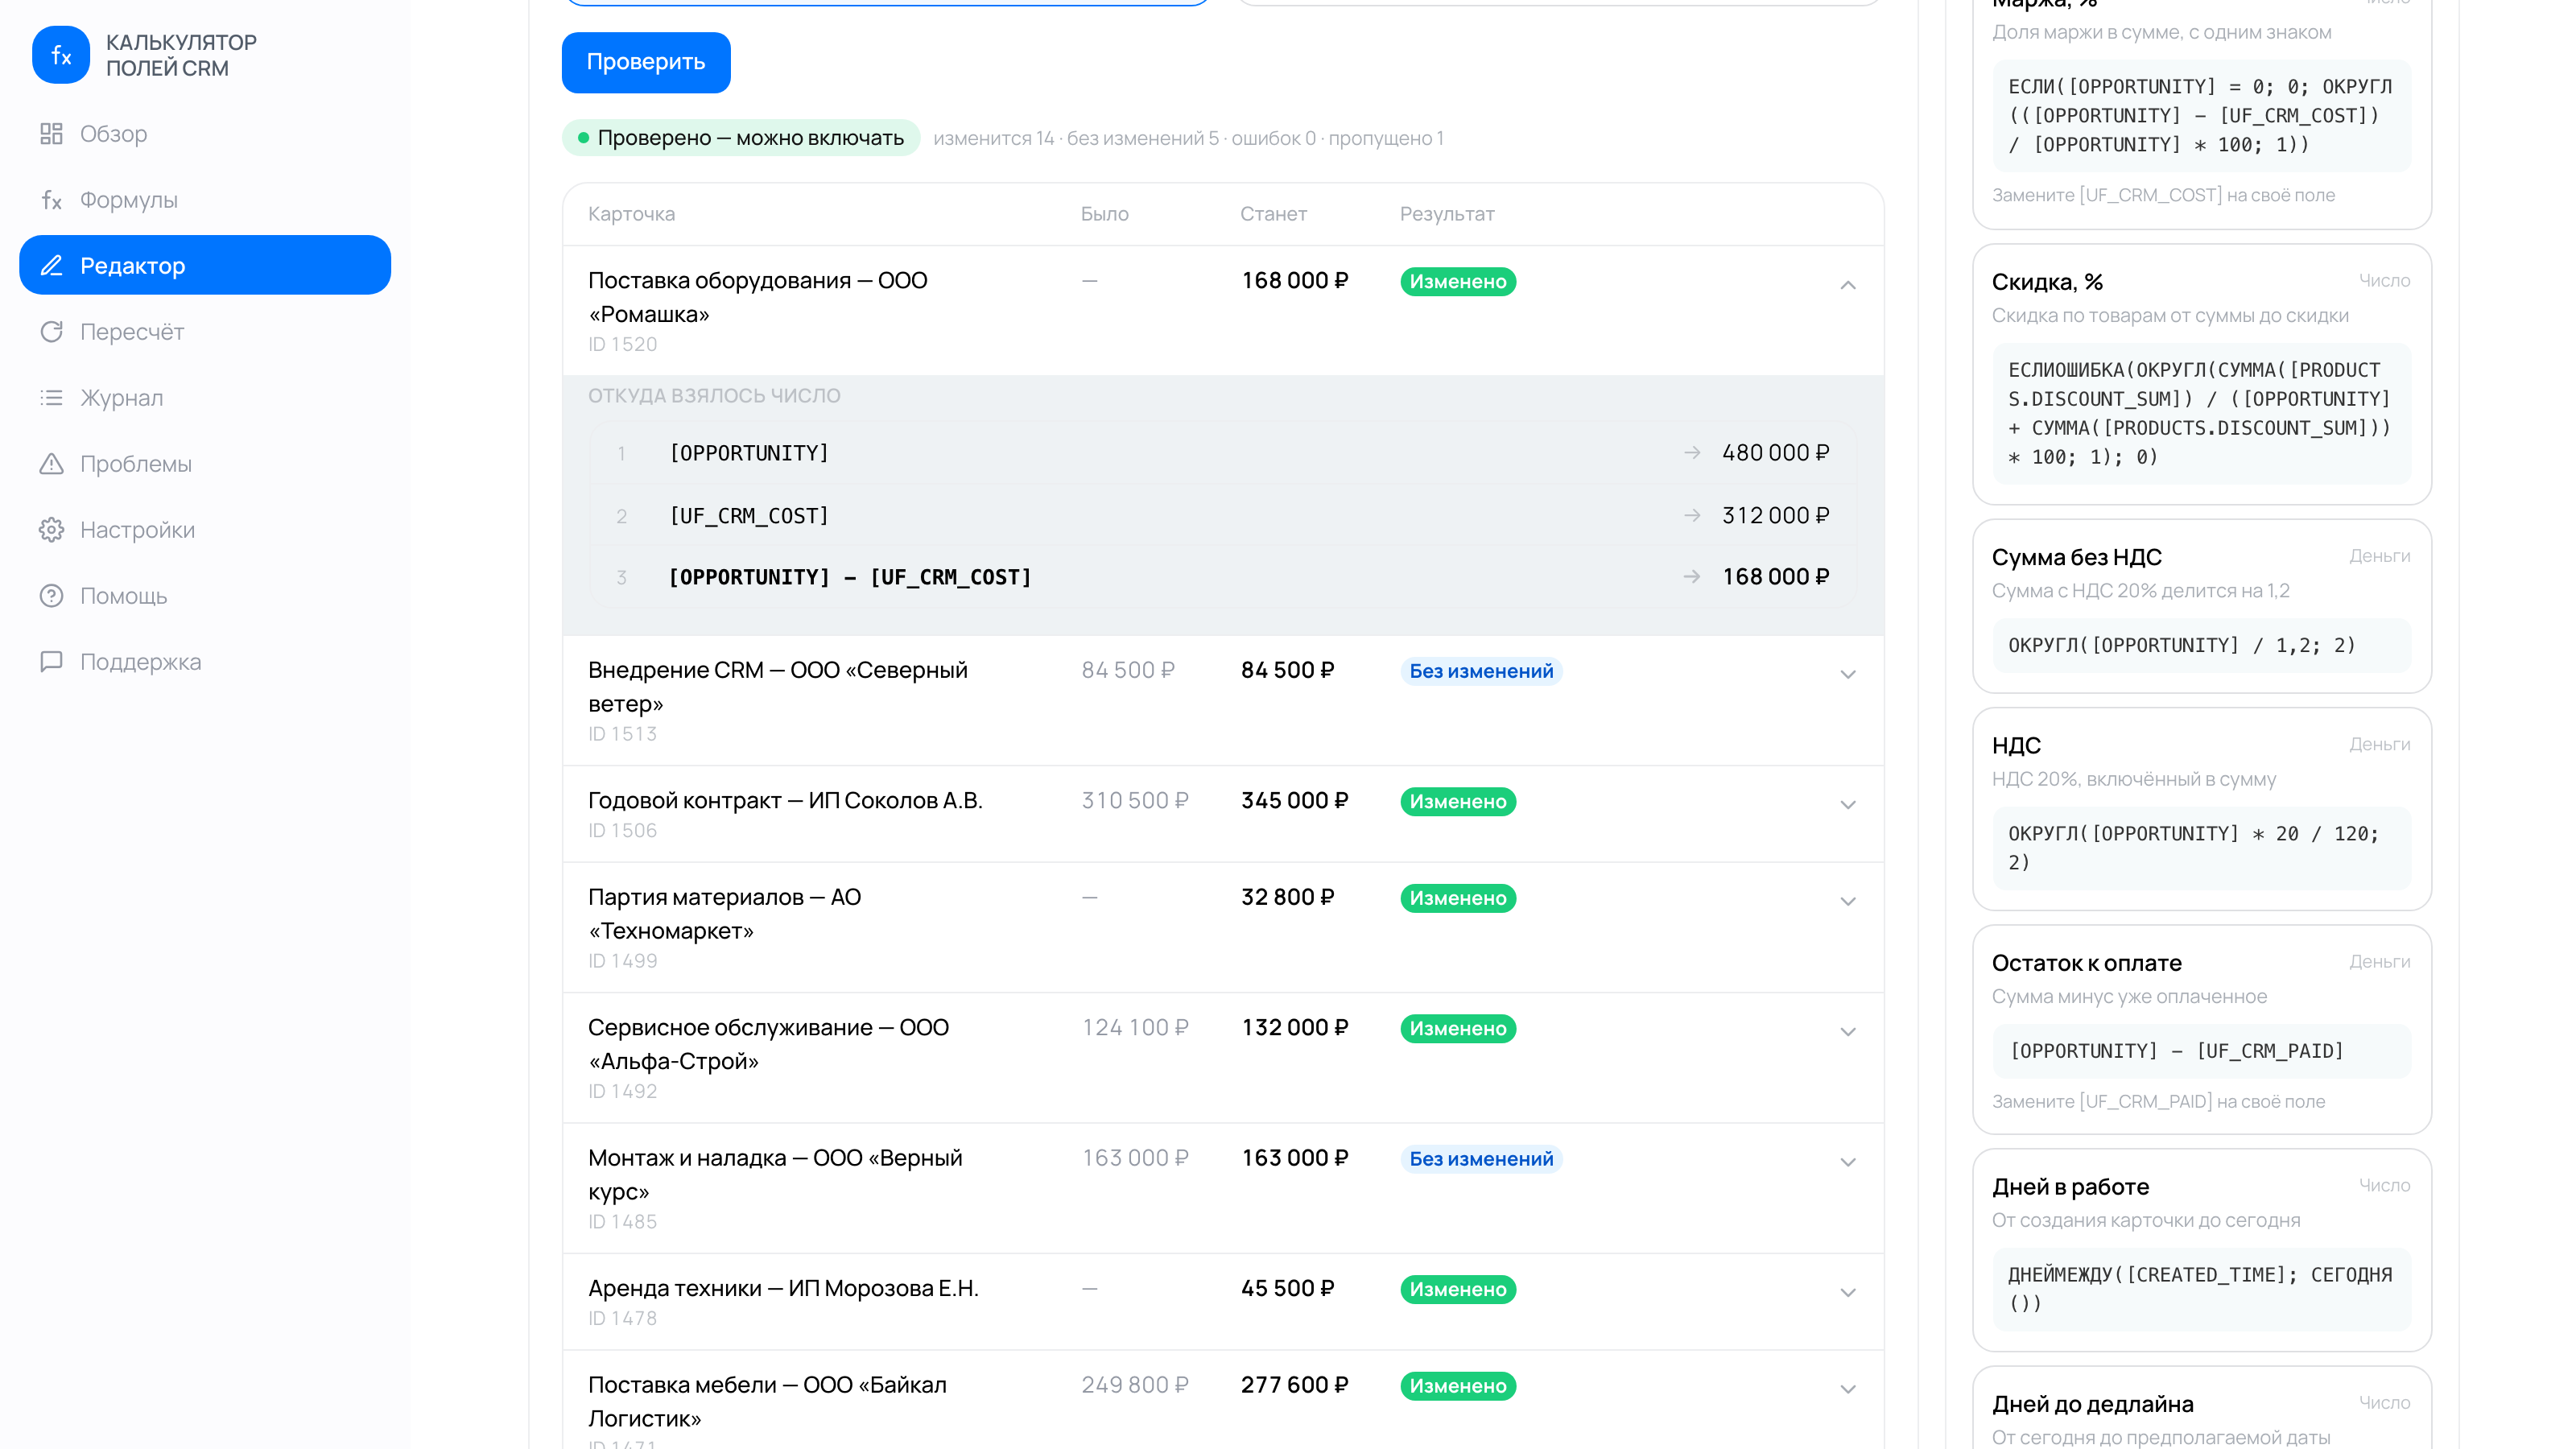 КАЛЬКУЛЯТОР
ПОЛЕЙ CRM
Обзор
Формулы
Редактор
Пересчёт
Журнал
Проблемы
Настройки
Помощь
Поддержка
Проверить
Проверено — можно включать
изменится 14 · без изменений 5 · ошибок 0 · пропущено 1
Карточка Было Станет Результат
Поставка оборудования — ООО
«Ромашка»
ID 1520
— 168 000 ₽ Изменено
ОТКУДА ВЗЯЛОСЬ ЧИСЛО
1 [OPPORTUNITY] → 480 000 ₽
2 [UF_CRM_COST] → 312 000 ₽
3 [OPPORTUNITY] − [UF_CRM_COST] → 168 000 ₽
Внедрение CRM — ООО «Северный
ветер»
ID 1513
84 500 ₽ 84 500 ₽ Без изменений
Годовой контракт — ИП Соколов А.В.
ID 1506
310 500 ₽ 345 000 ₽ Изменено
Партия материалов — АО
«Техномаркет»
ID 1499
— 32 800 ₽ Изменено
Сервисное обслуживание — ООО
«Альфа-Строй»
ID 1492
124 100 ₽ 132 000 ₽ Изменено
Монтаж и наладка — ООО «Верный
курс»
ID 1485
163 000 ₽ 163 000 ₽ Без изменений
Аренда техники — ИП Морозова Е.Н.
ID 1478
— 45 500 ₽ Изменено
Поставка мебели — ООО «Байкал
Логистик»
ID 1471
249 800 ₽ 277 600 ₽ Изменено
Маржа, % Число
Доля маржи в сумме, с одним знаком
ЕСЛИ([OPPORTUNITY] = 0; 0; ОКРУГЛ
(([OPPORTUNITY] − [UF_CRM_COST])
/ [OPPORTUNITY] * 100; 1))
Замените [UF_CRM_COST] на своё поле
Скидка, % Число
Скидка по товарам от суммы до скидки
ЕСЛИОШИБКА(ОКРУГЛ(СУММА([PRODUCT
S.DISCOUNT_SUM]) / ([OPPORTUNITY]
+ СУММА([PRODUCTS.DISCOUNT_SUM]))
* 100; 1); 0)
Сумма без НДС Деньги
Сумма с НДС 20% делится на 1,2
ОКРУГЛ([OPPORTUNITY] / 1,2; 2)
НДС Деньги
НДС 20%, включённый в сумму
ОКРУГЛ([OPPORTUNITY] * 20 / 120;
2)
Остаток к оплате Деньги
Сумма минус уже оплаченное
[OPPORTUNITY] − [UF_CRM_PAID]
Замените [UF_CRM_PAID] на своё поле
Дней в работе Число
От создания карточки до сегодня
ДНЕЙМЕЖДУ([CREATED_TIME]; СЕГОДНЯ
())
Дней до дедлайна Число
От сегодня до предполагаемой даты